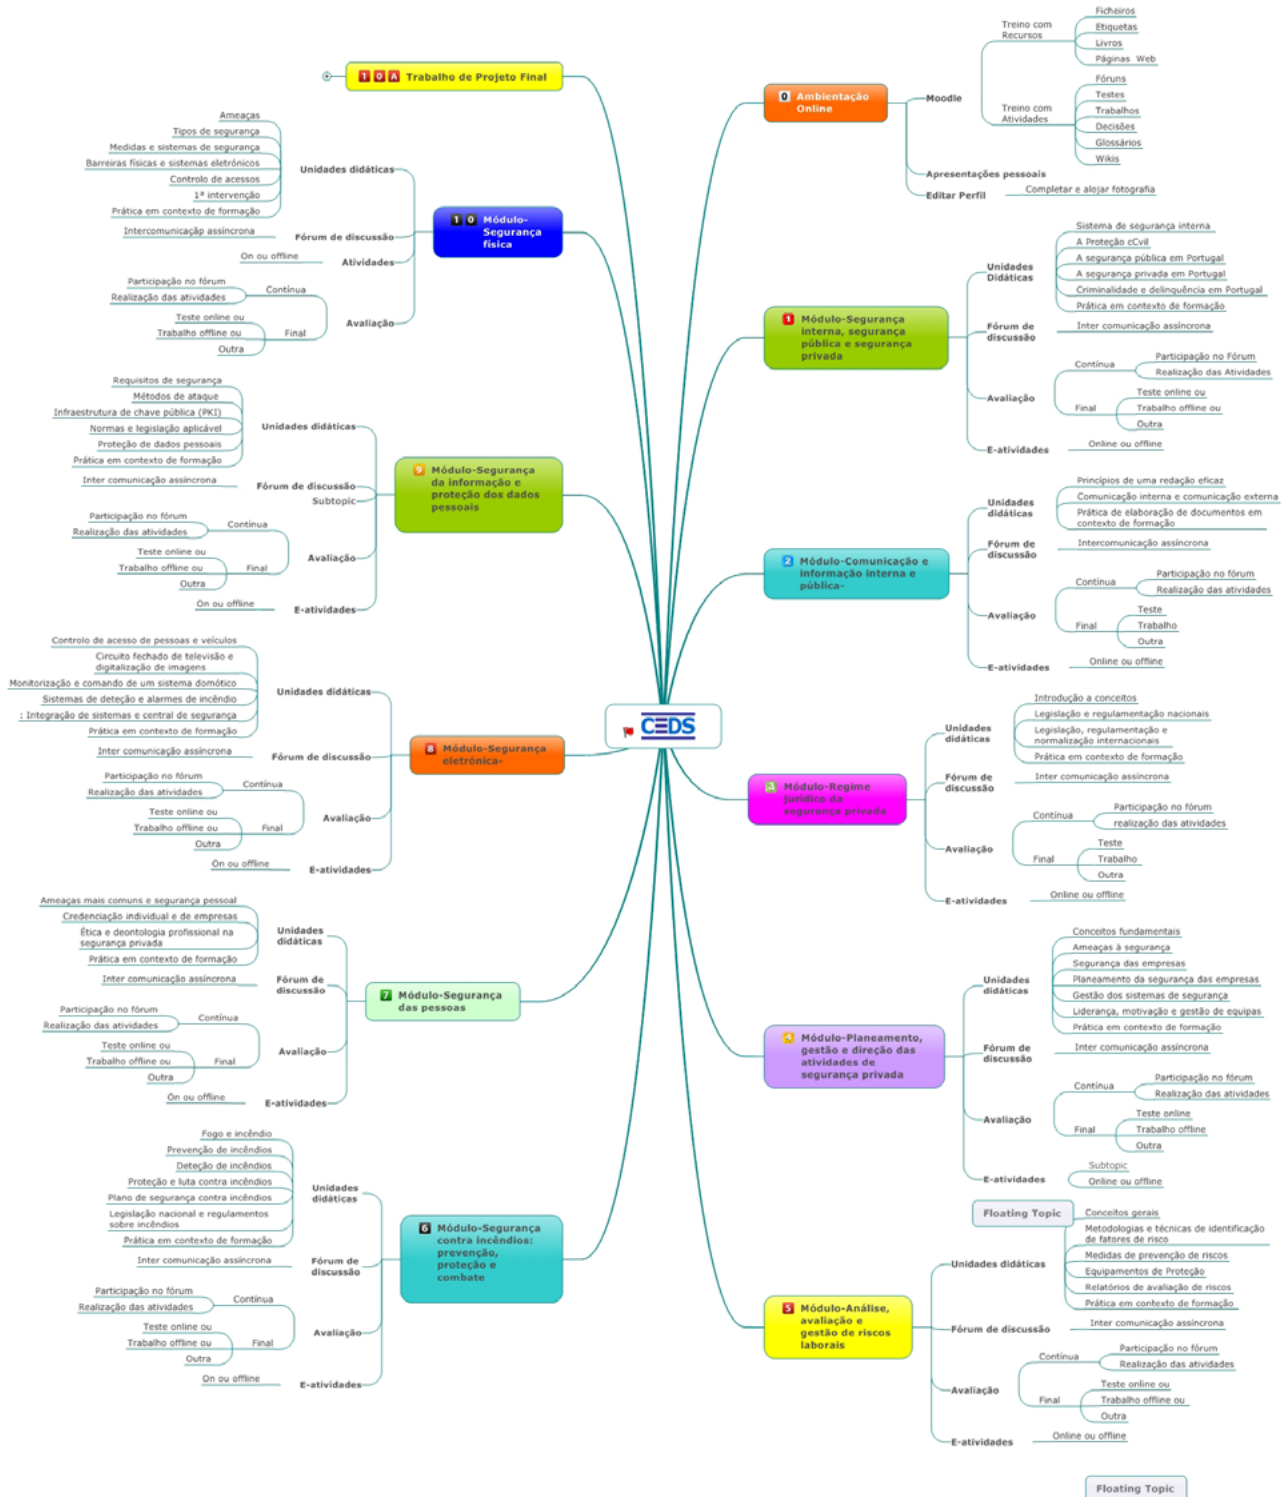 CEDS
0 Ambientação
Online
Moodle
Treino com
Recursos
Ficheiros
Etiquetas
Livros
Páginas Web
Treino com
Atividades
Fóruns
Testes
Trabalhos
Decisões
Glossários
Wikis
Apresentações pessoais
Editar Perfil
Completar e alojar fotografia
1 Módulo-Segurança
interna, segurança
pública e segurança
privada
Unidades
Didáticas
Sistema de segurança interna
A Proteção cCvil
A segurança pública em Portugal
A segurança privada em Portugal
Criminalidade e delinquência em Portugal
Prática em contexto de formação
Fórum de
discussão
Inter comunicação assíncrona
Avaliação
Contínua
Participação no Fórum
Realização das Atividades
Final
Teste online ou
Trabalho offline ou
Outra
E-atividades
Online ou offline
2 Módulo-Comunicação e
informação interna e
pública-
Unidades
didáticas
Princípios de uma redação eficaz
Comunicação interna e comunicação externa
Prática de elaboração de documentos em
contexto de formação
Fórum de
discussão
Intercomunicação assíncrona
Avaliação
Contínua
Participação no fórum
Realização das atividades
Final
Teste
Trabalho
Outra
E-atividades
Online ou offline
3 Módulo-Regime
jurídico da
segurança privada
Unidades
didáticas
Introdução a conceitos
Legislação e regulamentação nacionais
Legislação, regulamentação e
normalização internacionais
Prática em contexto de formação
Fórum de
discussão
Inter comunicação assíncrona
Avaliação
Contínua
Participação no fórum
realização das atividades
Final
Teste
Trabalho
Outra
E-atividades
Online ou offline
4 Módulo-Planeamento,
gestão e direção das
atividades de
segurança privada
Unidades
didáticas
Conceitos fundamentais
Ameaças à segurança
Segurança das empresas
Planeamento da segurança das empresas
Gestão dos sistemas de segurança
Liderança, motivação e gestão de equipas
Prática em contexto de formação
Fórum de
discussão
Inter comunicação assíncrona
Avaliação
Contínua
Participação no fórum
Realização das atividades
Final
Teste online
Trabalho offline
Outra
E-atividades
Subtopic
Online ou offline
Floating Topic
5 Módulo-Análise,
avaliação e
gestão de riscos
laborais
Unidades didáticas
Conceitos gerais
Metodologias e técnicas de identificação
de fatores de risco
Medidas de prevenção de riscos
Equipamentos de Proteção
Relatórios de avaliação de riscos
Prática em contexto de formação
Fórum de discussão
Inter comunicação assíncrona
Avaliação
Contínua
Participação no fórum
Realização das atividades
Final
Teste online ou
Trabalho offline ou
Outra
E-atividades
Online ou offline
Floating Topic
6 Módulo-Segurança
contra incêndios:
prevenção,
proteção e
combate
Unidades
didáticas
Fogo e incêndio
Prevenção de incêndios
Deteção de incêndios
Proteção e luta contra incêndios
Plano de segurança contra incêndios
Legislação nacional e regulamentos
sobre incêndios
Prática em contexto de formação
Fórum de
discussão
Inter comunicação assíncrona
Avaliação
Contínua
Participação no fórum
Realização das atividades
Final
Teste online ou
Trabalho offline ou
Outra
E-atividades
On ou offline
7 Módulo-Segurança
das pessoas
Unidades
didáticas
Ameaças mais comuns e segurança pessoal
Credenciação individual e de empresas
Ética e deontologia profissional na
segurança privada
Prática em contexto de formação
Fórum de
discussão
Inter comunicação assíncrona
Avaliação
Contínua
Participação no fórum
Realização das atividades
Final
Teste online ou
Trabalho offline ou
Outra
E-atividades
On ou offline
8 Módulo-Segurança
eletrónica-
Unidades didáticas
Controlo de acesso de pessoas e veículos
Circuito fechado de televisão e
digitalização de imagens
Monitorização e comando de um sistema domótico
Sistemas de deteção e alarmes de incêndio
: Integração de sistemas e central de segurança
Prática em contexto de formação
Fórum de discussão
Inter comunicação assíncrona
Avaliação
Contínua
Participação no fórum
Realização das atividades
Final
Teste online ou
Trabalho offline ou
Outra
E-atividades
On ou offline
9 Módulo-Segurança
da informação e
proteção dos dados
pessoais
Unidades didáticas
Requisitos de segurança
Métodos de ataque
Infraestrutura de chave pública (PKI)
Normas e legislação aplicável
Proteção de dados pessoais
Prática em contexto de formação
Fórum de discussão
Inter comunicação assíncrona
Subtopic
Avaliação
Contínua
Participação no fórum
Realização das atividades
Final
Teste online ou
Trabalho offline ou
Outra
E-atividades
On ou offline
1 0 Módulo-
Segurança
física
Unidades didáticas
Ameaças
Tipos de segurança
Medidas e sistemas de segurança
Barreiras físicas e sistemas eletrónicos
Controlo de acessos
1ª intervenção
Prática em contexto de formação
Fórum de discussão
Intercomunicaçãp assíncrona
Atividades
On ou offline
Avaliação
Contínua
Participação no fórum
Realização das atividades
Final
Teste online ou
Trabalho offline ou
Outra
1 0 A Trabalho de Projeto Final